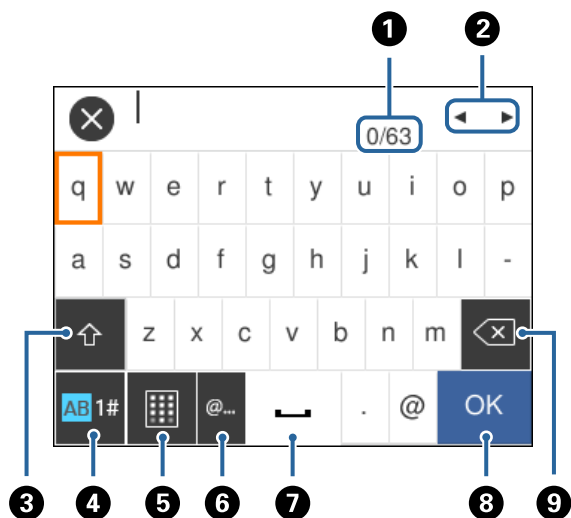 1 2
0/63
q w e r t y u i o p
a s d f g h j k l -
z x c v b n m
AB 1# @... . @ OK
3 4 5 6 7 8 9